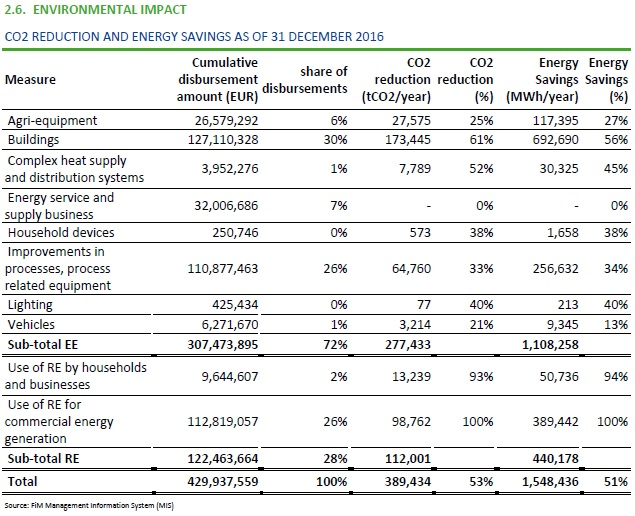 2.6. ENVIRONMENTAL IMPACT
CO2 REDUCTION AND ENERGY SAVINGS AS OF 31 DECEMBER 2016
Measure Cumulative disbursement amount (EUR) share of disbursements CO2 reduction (tCO2/year) CO2 reduction (%) Energy Savings (MWh/year) Energy Savings (%)
Agri-equipment 26,579,292 6% 27,575 25% 117,395 27%
Buildings 127,110,328 30% 173,445 61% 692,690 56%
Complex heat supply and distribution systems 3,952,276 1% 7,789 52% 30,325 45%
Energy service and supply business 32,006,686 7% - 0% - 0%
Household devices 250,746 0% 573 38% 1,658 38%
Improvements in processes, process related equipment 110,877,463 26% 64,760 33% 256,632 34%
Lighting 425,434 0% 77 40% 213 40%
Vehicles 6,271,670 1% 3,214 21% 9,345 13%
Sub-total EE 307,473,895 72% 277,433 1,108,258
Use of RE by households and businesses 9,644,607 2% 13,239 93% 50,736 94%
Use of RE for commercial energy generation 112,819,057 26% 98,762 100% 389,442 100%
Sub-total RE 122,463,664 28% 112,001 440,178
Total 429,937,559 100% 389,434 53% 1,548,436 51%
Source: FiM Management Information System (MIS)